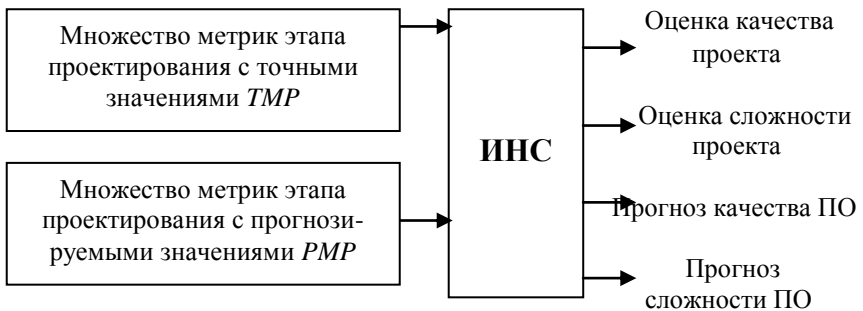 Множество метрик этапа
проектирования с точными
значениями TMP
Множество метрик этапа
проектирования с прогнози-
руемыми значениями PMP
ИНС
Оценка качества
проекта
Оценка сложности
проекта
Прогноз качества ПО
Прогноз
сложности ПО